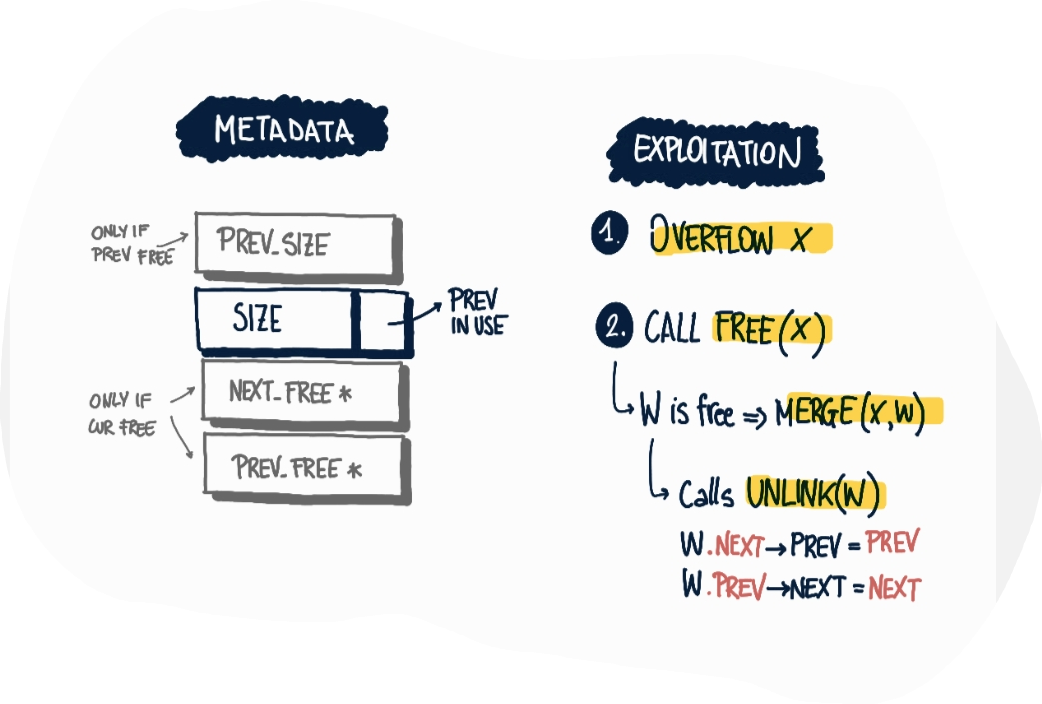 METADATA
ONLY IF
PREV FREE
PREV_SIZE
SIZE
PREV
IN USE
ONLY IF
CUR FREE
NEXT_FREE *
PREV_FREE *
EXPLOITATION
1. OVERFLOW X
2. CALL FREE(X)
W is free => MERGE(X,W)
Calls UNLINK(W)
W.NEXT→PREV = PREV
W.PREV→NEXT = NEXT